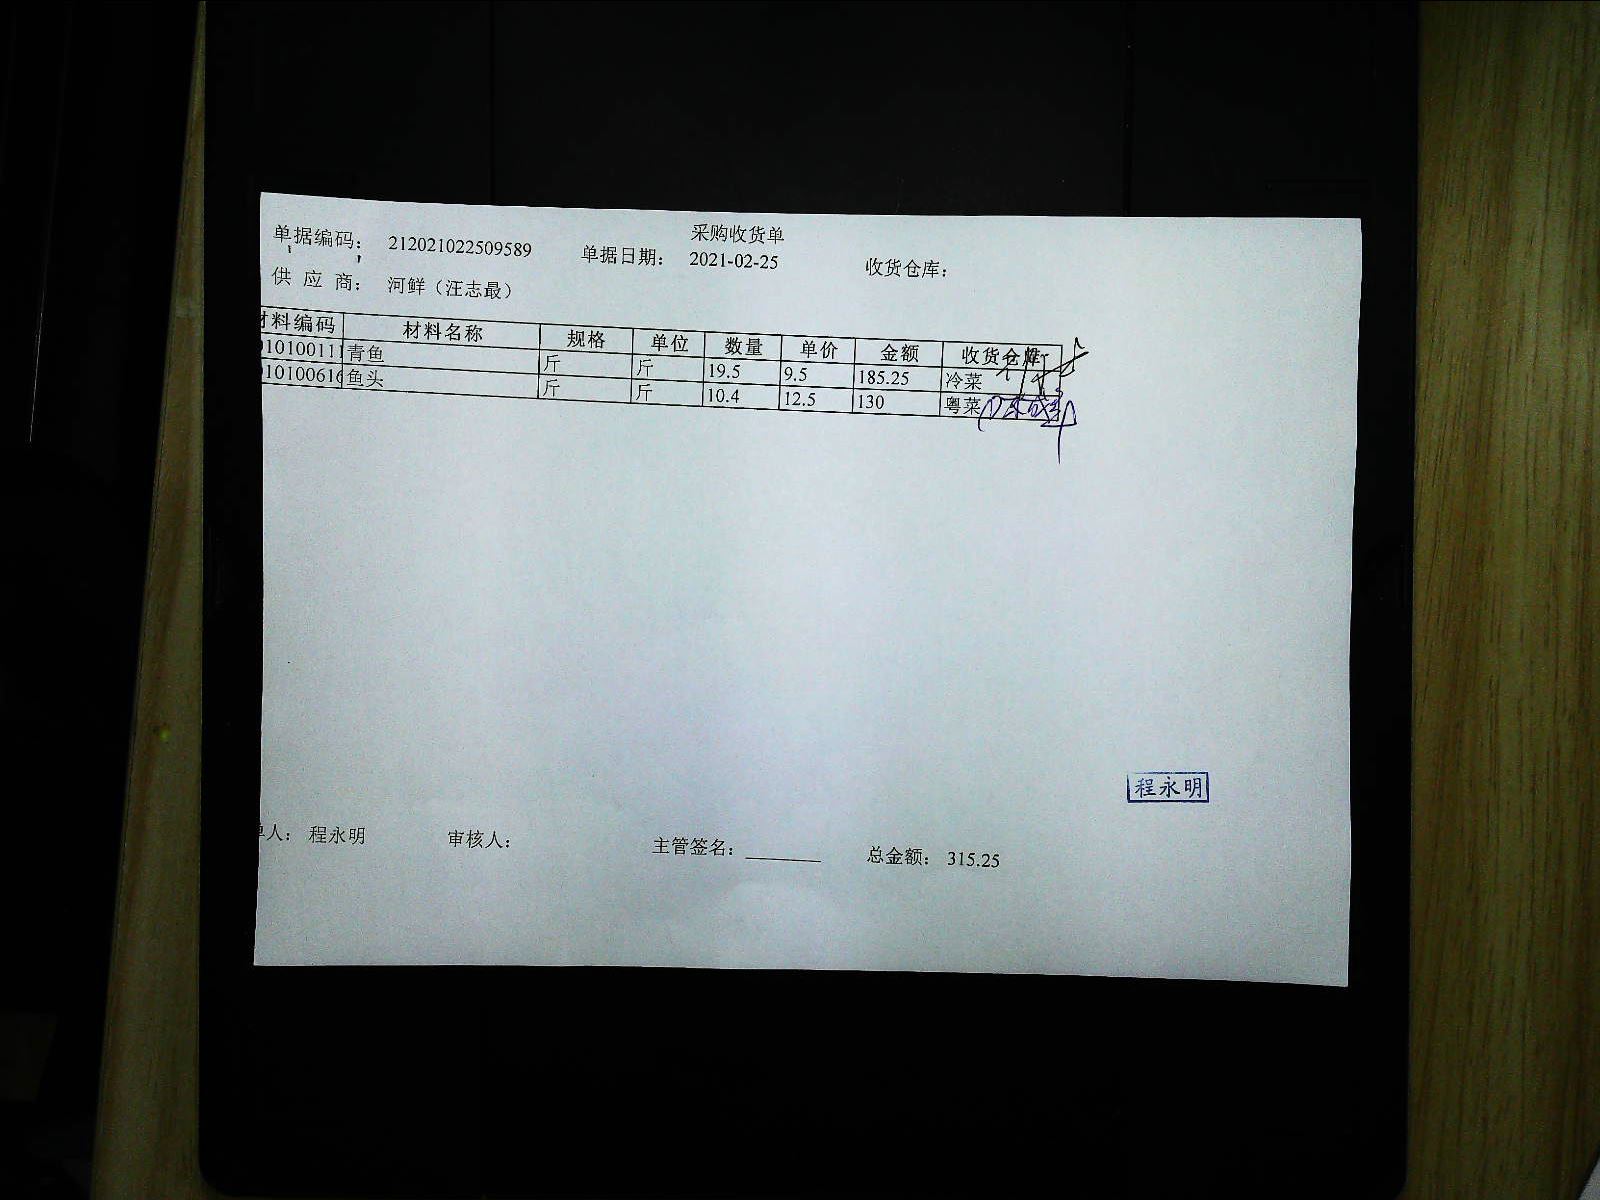 采购收货单
单据编码： 212021022509589 单据日期： 2021-02-25 收货仓库：
供 应 商： 河鲜（汪志最）
材料编码 材料名称 规格 单位 数量 单价 金额 收货仓库
10100111 青鱼 斤 斤 19.5 9.5 185.25 冷菜
10100616 鱼头 斤 斤 10.4 12.5 130 粤菜
程永明
单人： 程永明 审核人： 主管签名： 总金额： 315.25